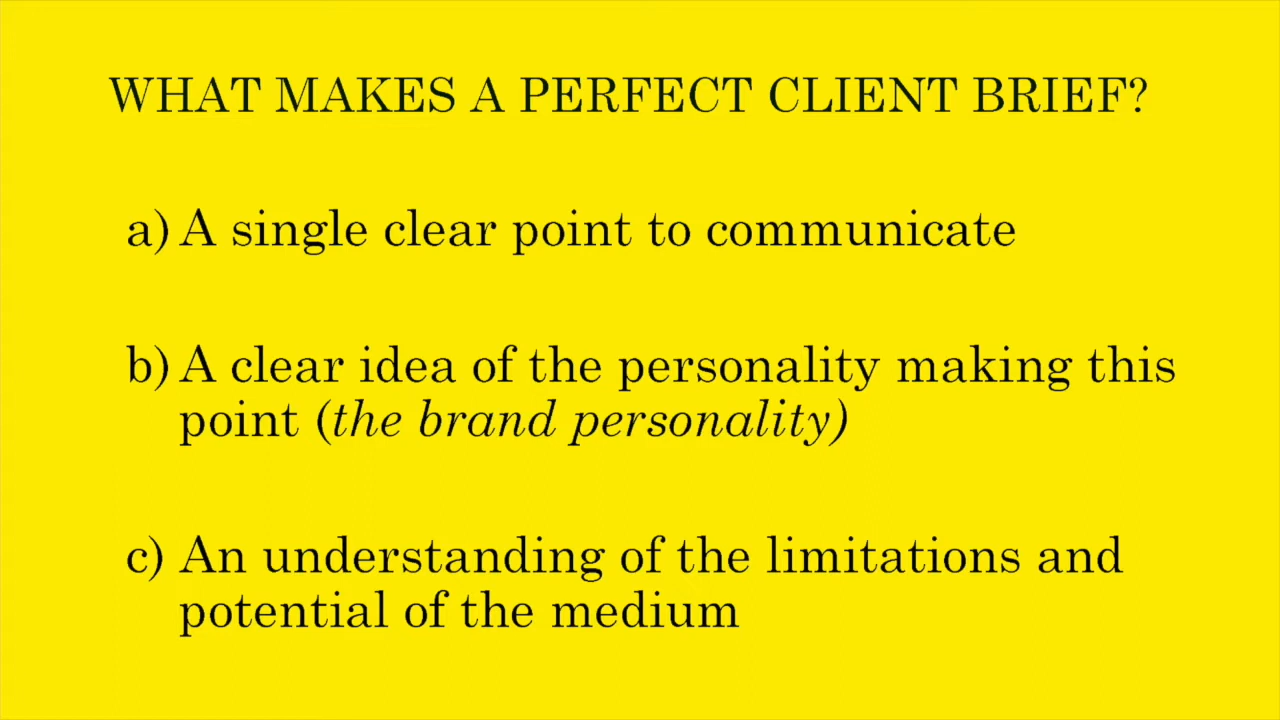 WHAT MAKES A PERFECT CLIENT BRIEF?
a) A single clear point to communicate
b) A clear idea of the personality making this
point (the brand personality)
c) An understanding of the limitations and
potential of the medium